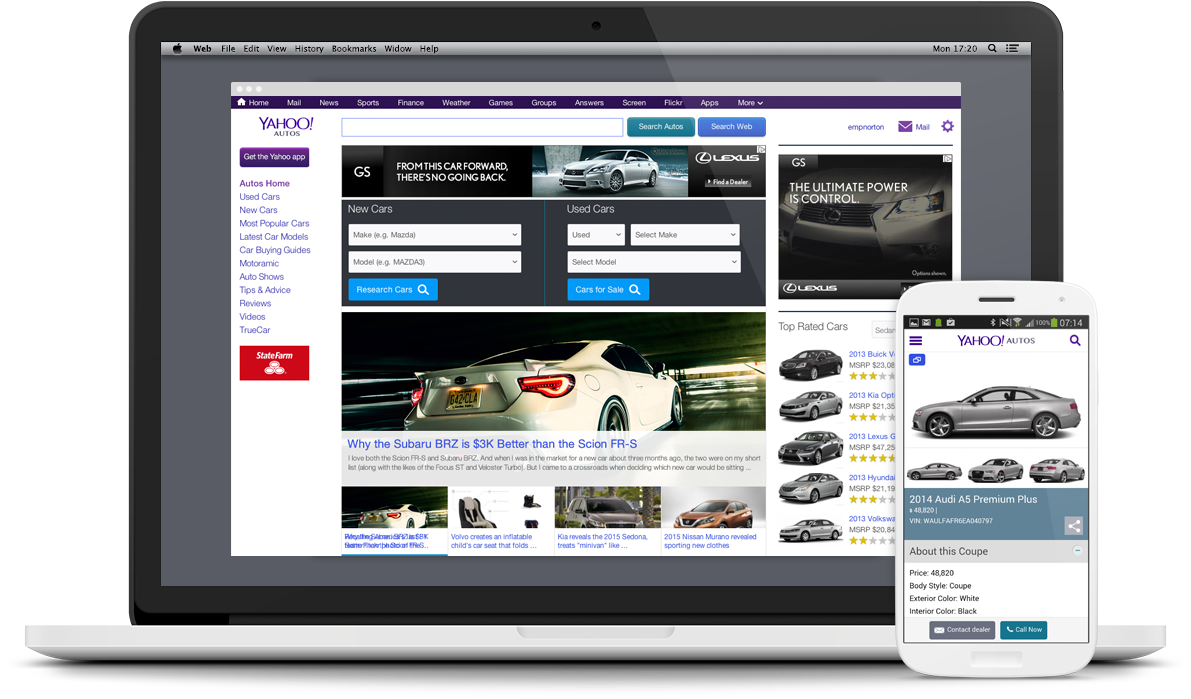 Web File Edit View History Bookmarks Widow Help
Mon 17:20
Home Mail News Sports Finance Weather Games Groups Answers Screen Flickr Apps More
YAHOO!
AUTOS
Search Autos
Search Web
empnorton
Mail
Get the Yahoo app
Autos Home
Used Cars
New Cars
Most Popular Cars
Latest Car Models
Car Buying Guides
Motoramic
Auto Shows
Tips & Advice
Reviews
Videos
TrueCar
StateFarm
GS
FROM THIS CAR FORWARD,
THERE'S NO GOING BACK.
LEXUS
Find a Dealer
New Cars
Make (e.g. Mazda)
Model (e.g. MAZDA3)
Research Cars
Used Cars
Used
Select Make
Select Model
Cars for Sale
G42-CLA
Why the Subaru BRZ is $3K Better than the Scion FR-S
I love both the Scion FR-S and Subaru BRZ. And when I was in the market for a new car about three months ago, the two were on my short
list (along with the likes of the Focus ST and Veloster Turbo). But I came to a crossroads when deciding which new car would be sitting ...
Volvo creates an inflatable
child's car seat that folds ...
Kia reveals the 2015 Sedona,
treats "minivan" like ...
2015 Nissan Murano revealed
sporting new clothes
GS
THE ULTIMATE POWER
IS CONTROL.
Options shown.
LEXUS
Top Rated Cars
Sedan
2013 Buick V
MSRP $23,08
2013 Kia Opti
MSRP $21,35
2013 Lexus G
MSRP $47,25
2013 Hyundai
MSRP $21,19
2013 Volkswa
MSRP $20,84
100% 07:14
YAHOO! AUTOS
2014 Audi A5 Premium Plus
48,820 |
VIN: WAULFAFR6EA040797
About this Coupe
Price: 48,820
Body Style: Coupe
Exterior Color: White
Interior Color: Black
Contact dealer
Call Now